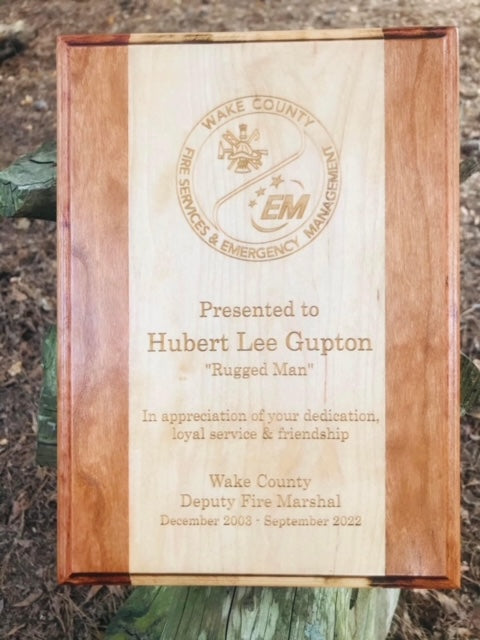 WAKE COUNTY
FIRE SERVICES & EMERGENCY MANAGEMENT
EM
Presented to
Hubert Lee Gupton
"Rugged Man"
In appreciation of your dedication,
loyal service & friendship
Wake County
Deputy Fire Marshal
December 2003 - September 2022